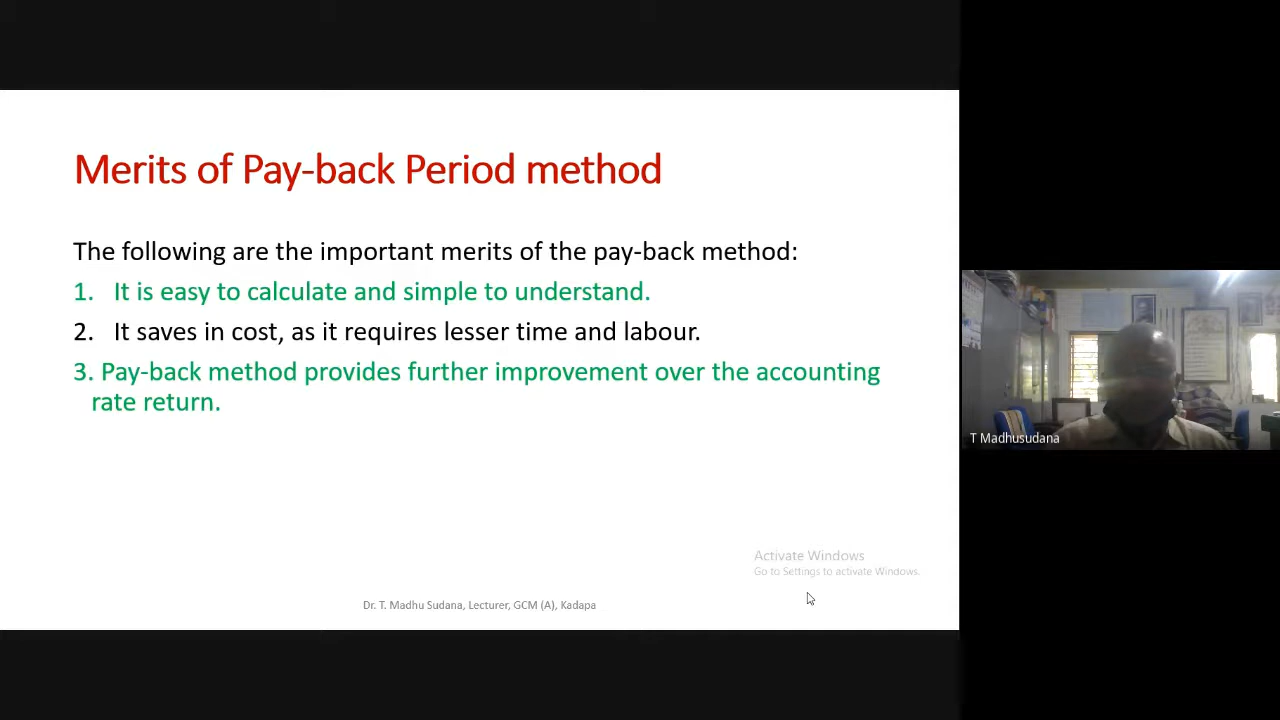 Merits of Pay-back Period method
The following are the important merits of the pay-back method:
1. It is easy to calculate and simple to understand.
2. It saves in cost, as it requires lesser time and labour.
3. Pay-back method provides further improvement over the accounting
rate return.
T Madhusudana
Activate Windows
Go to Settings to activate Windows.
Dr. T. Madhu Sudana, Lecturer, GCM (A), Kadapa